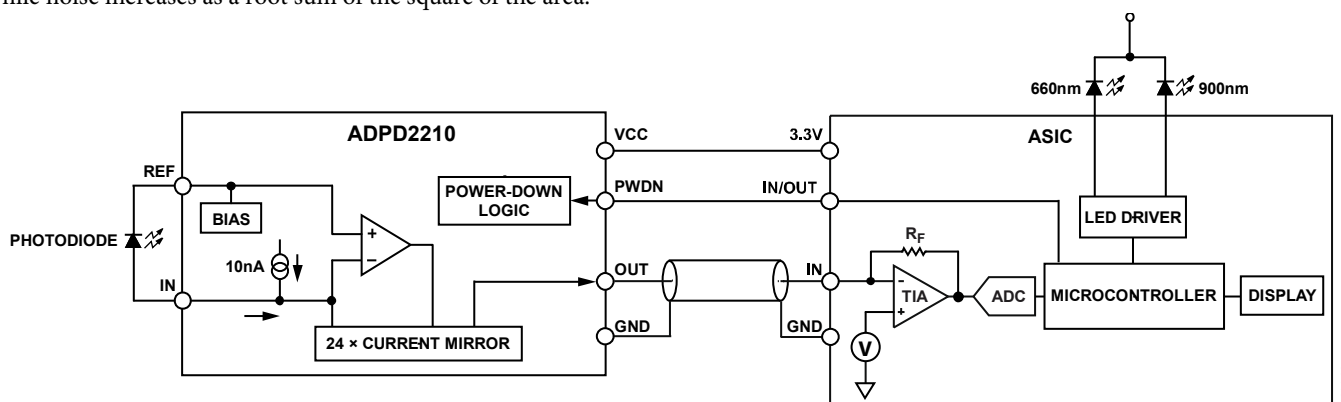 noise increases as a root sum of the square of the area.
660nm
900nm
ADPD2210
VCC
3.3V
ASIC
REF
POWER-DOWN
LOGIC
PWDN
IN/OUT
BIAS
LED DRIVER
PHOTODIODE
+
−
10nA
OUT
IN
RF
−
TIA
+
ADC
MICROCONTROLLER
DISPLAY
IN
24 × CURRENT MIRROR
GND
GND
V